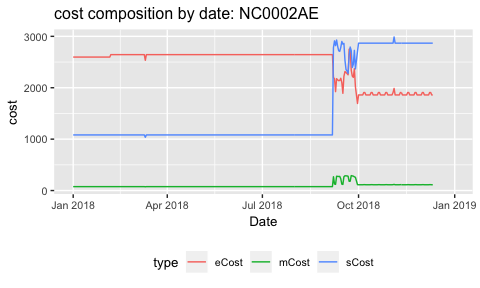 cost composition by date: NC0002AE
3000
2000
1000
0
cost
Jan 2018 Apr 2018 Jul 2018 Oct 2018 Jan 2019
Date
type eCost mCost sCost